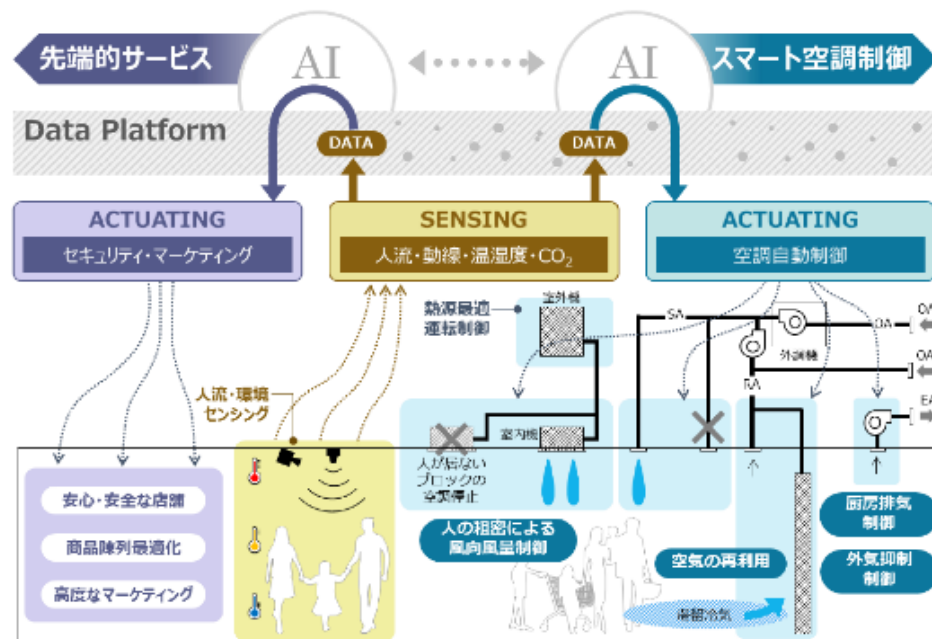 先端的サービス
AI
AI
スマート空調制御
Data Platform
DATA
DATA
ACTUATING
セキュリティ・マーケティング
SENSING
人流・動線・温湿度・CO₂
ACTUATING
空調自動制御
熱源最適
運転制御
室外機
SA
OA
OA
外調機
OA
RA
EA
人流・環境
センシング
室内機
人が居ない
ブロックの
空調停止
安心・安全な店舗
商品陳列最適化
高度なマーケティング
人の粗密による
風向風量制御
空気の再利用
滞留冷気
厨房排気
制御
外気抑制
制御